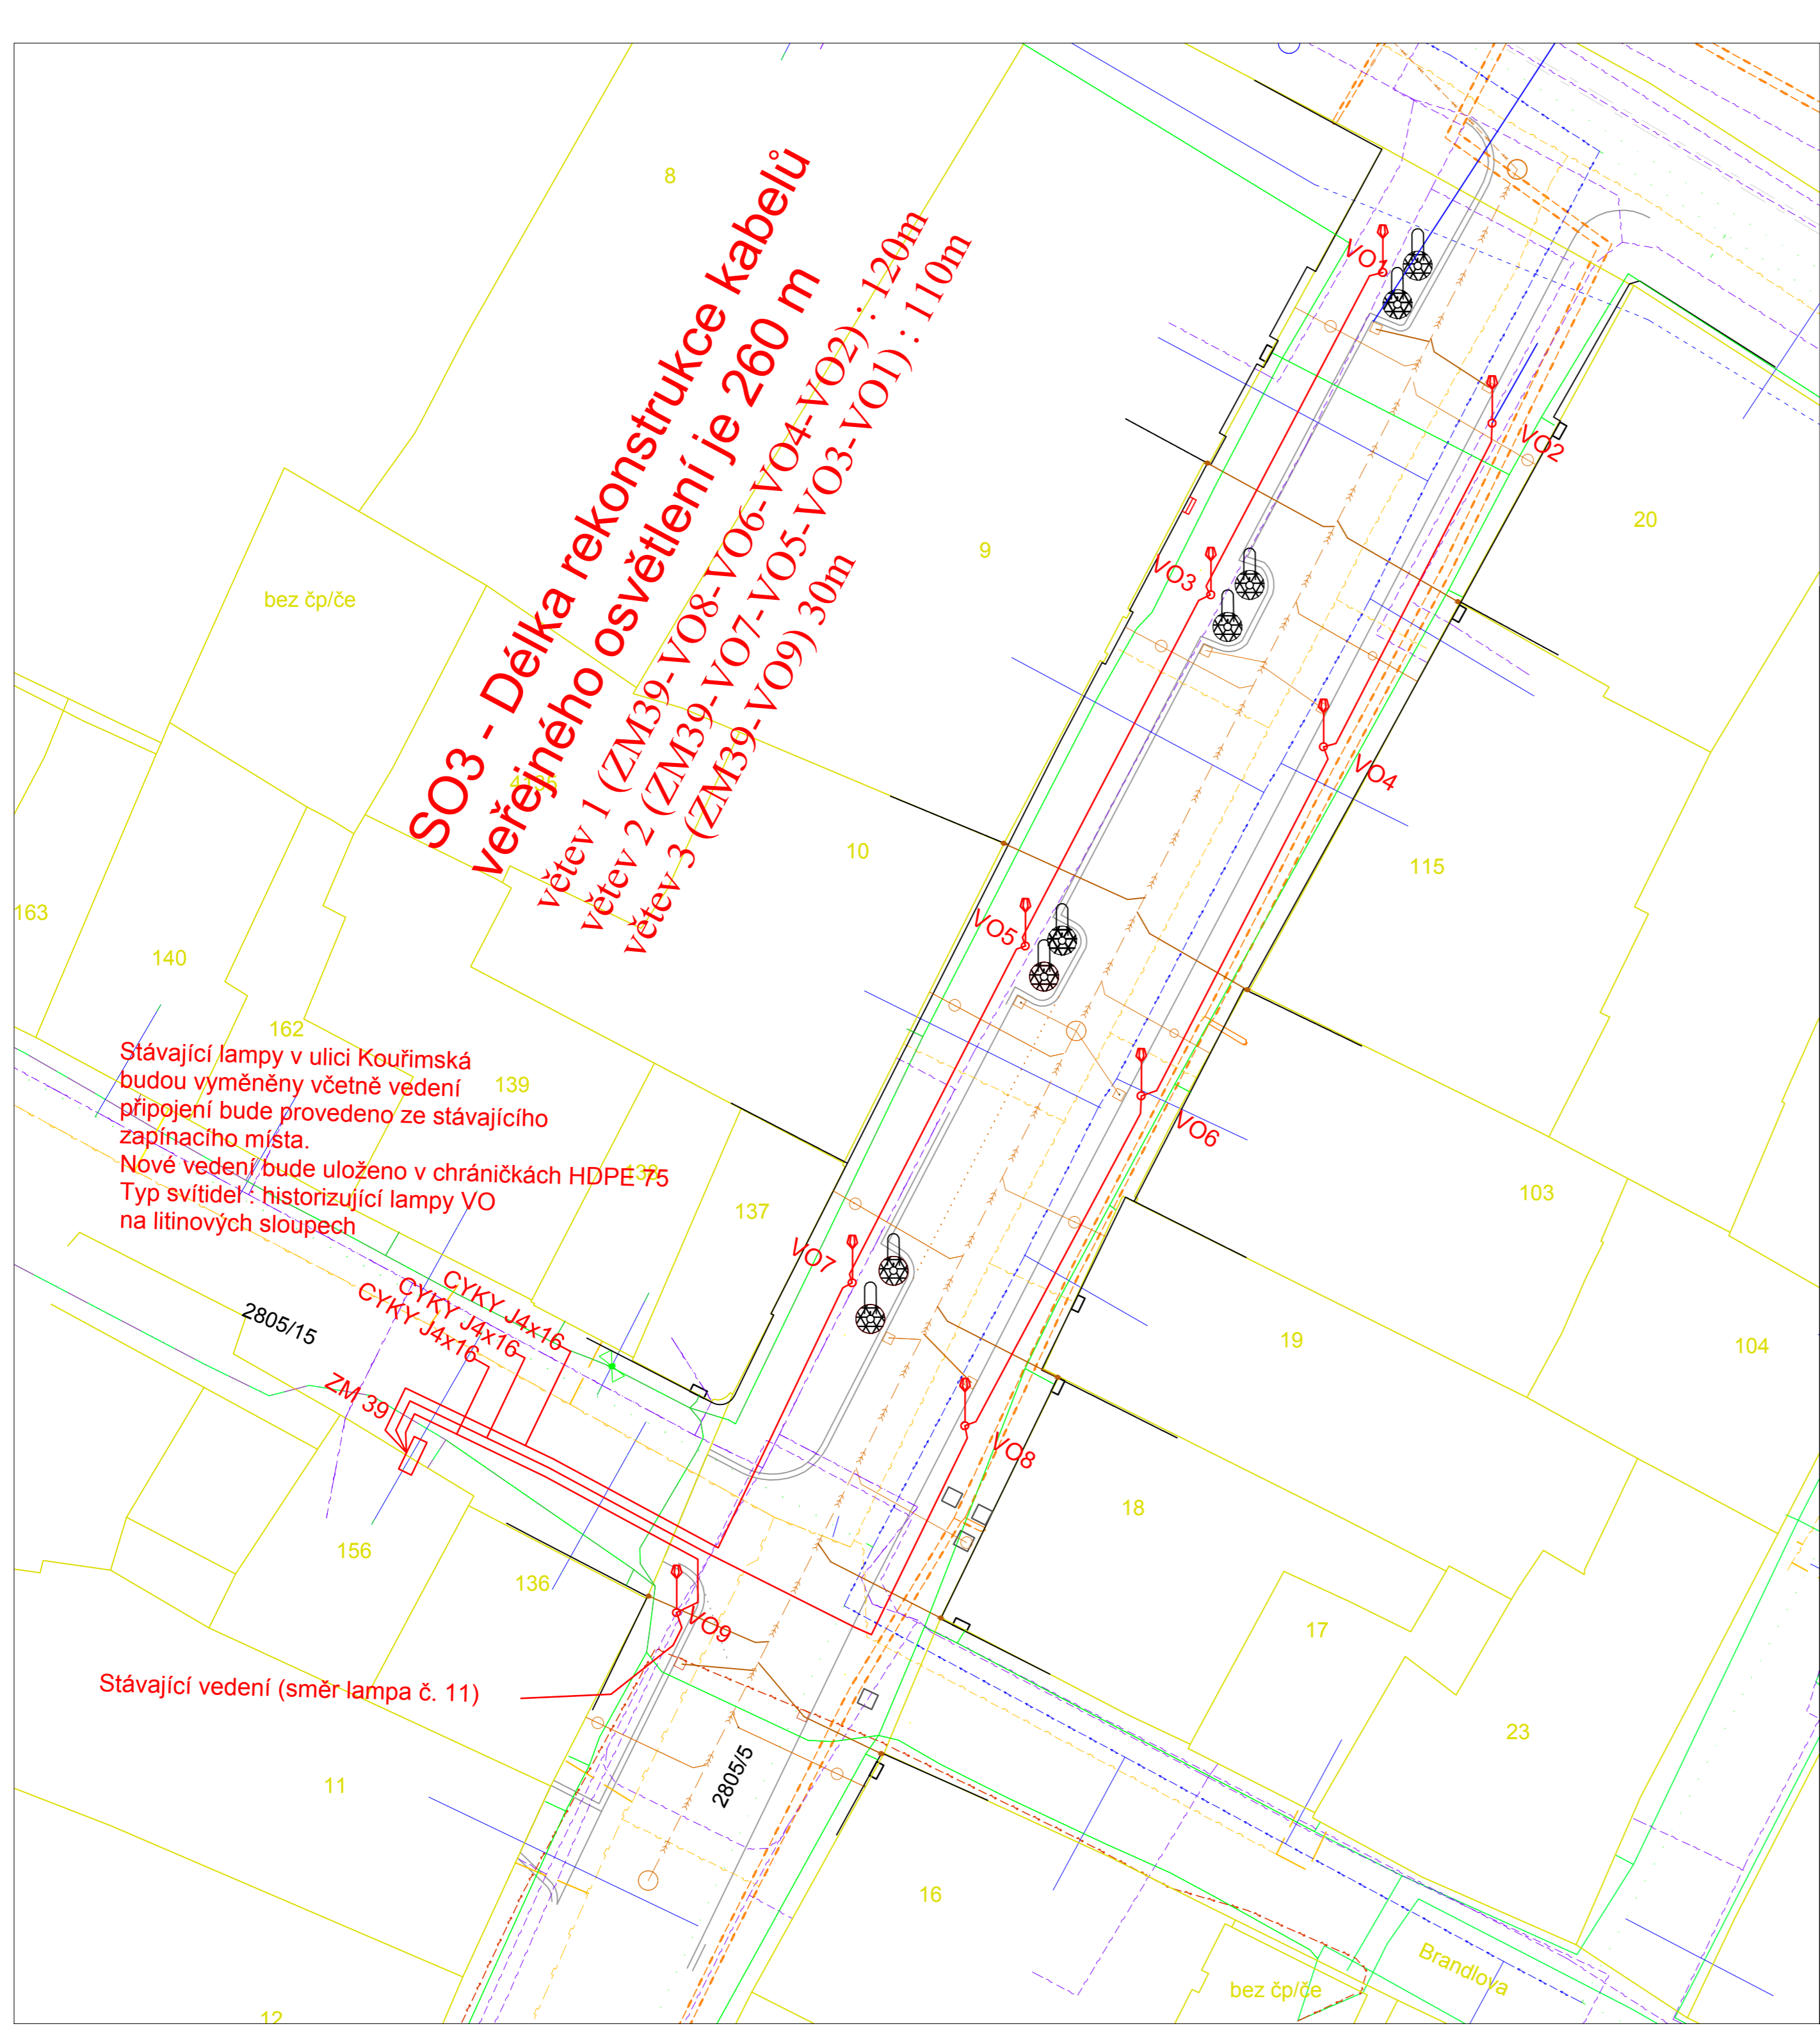 SO3 - Délka rekonstrukce kabelů
veřejného osvětlení je 260 m
větev 1 (ZM39-VO8-VO6-VO4-VO2) : 120m
větev 2 (ZM39-VO7-VO5-VO3-VO1) : 110m
větev 3 (ZM39-VO9) 30m
8
VO1
VO2
20
9
bez čp/če
VO3
VO4
4135
10
115
163
VO5
140
162
139
VO6
138
137
103
Stávající lampy v ulici Kouřimská
budou vyměněny včetně vedení
připojení bude provedeno ze stávajícího
zapínacího místa.
Nové vedení bude uloženo v chráničkách HDPE 75
Typ svítidel : historizující lampy VO
na litinových sloupech
VO7
CYKY J4x16
CYKY J4x16
CYKY J4x16
2805/15
19
104
ZM 39
VO8
18
156
136
VO9
17
Stávající vedení (směr lampa č. 11)
23
2805/5
11
16
Brandlova
bez čp/če
12